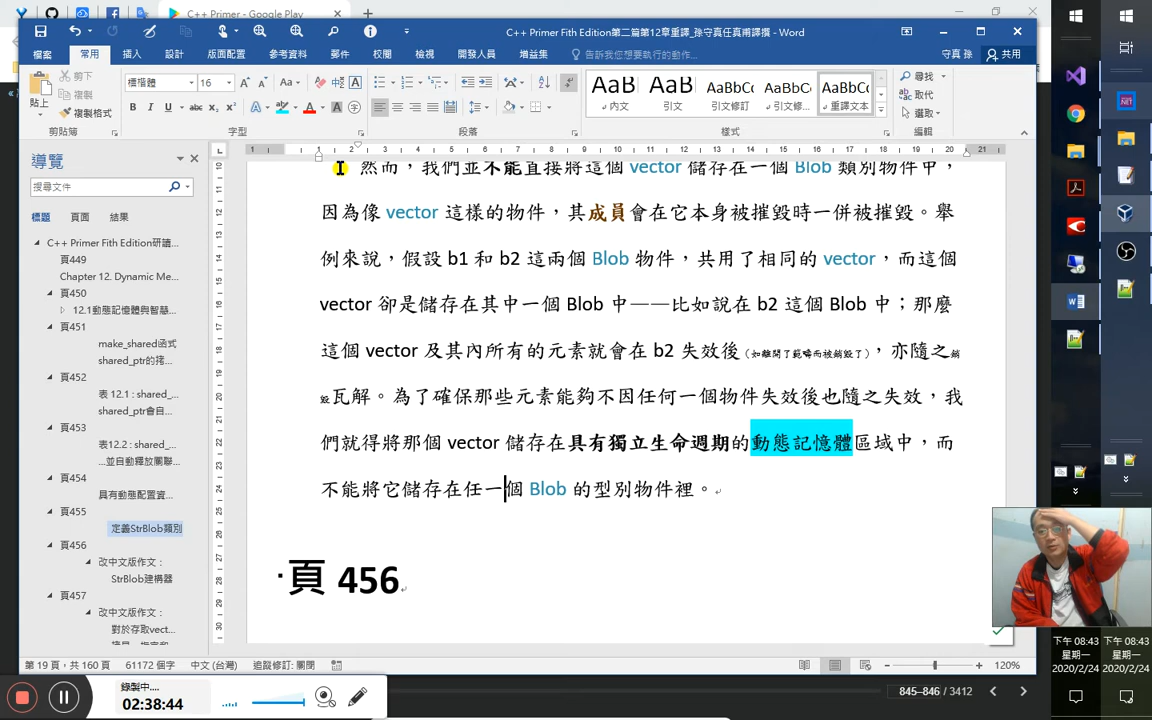 C++ Primer - Google Play
C++ Primer Fith Edition第二篇第12章重譯_孫守真任真甫譯攜 - Word
檔案 常用 插入 設計 版面配置 參考資料 郵件 校閱 檢視 開發人員 增益集 告訴我您想要執行的動作... 守真 孫 共用
貼上 剪下 複製 複製格式
楷楷體 16
AaB AaB AaBbCc AaBbCc AaBbCc
內文 引文 引文修訂 引文修... 重譯文本
尋找 取代 選取
剪貼簿 字型 段落 樣式 編輯
導覽
搜尋文件
標題 頁面 結果
C++ Primer Fith Edition研讀...
頁449
Chapter 12. Dynamic Me...
頁450
12.1動態記憶體與智慧...
頁451
make_shared函式
shared_ptr的拷...
頁452
表 12.1 : shared_...
shared_ptr會自...
頁453
表12.2 : shared_...
...並自動釋放關聯...
頁454
具有動態配置資...
頁455
定義StrBlob類別
頁456
改中文版作文：
StrBlob建構器
頁457
改中文版作文：
對於存取vect...
然而，我們並不能直接將這個 vector 儲存在一個 Blob 類別物件中，
因為像 vector 這樣的物件，其成員會在它本身被摧毀時一併被摧毀。舉
例來說，假設 b1 和 b2 這兩個 Blob 物件，共用了相同的 vector，而這個
vector 卻是儲存在其中一個 Blob 中——比如說在 b2 這個 Blob 中；那麼
這個 vector 及其內所有的元素就會在 b2 失效後（如離開了範疇而被銷毀了），亦隨之銷
毀瓦解。為了確保那些元素能夠不因任何一個物件失效後也隨之失效，我
們就得將那個 vector 儲存在具有獨立生命週期的動態記憶體區域中，而
不能將它儲存在任一個 Blob 的型別物件裡。
頁 456
第 19 頁，共 160 頁 61172 個字 中文 (台灣) 追蹤修訂: 關閉 120%
錄製中....
02:38:44
845–846 / 3412
下午 08:43 下午 08:43
星期一 星期一
2020/2/24 2020/2/24